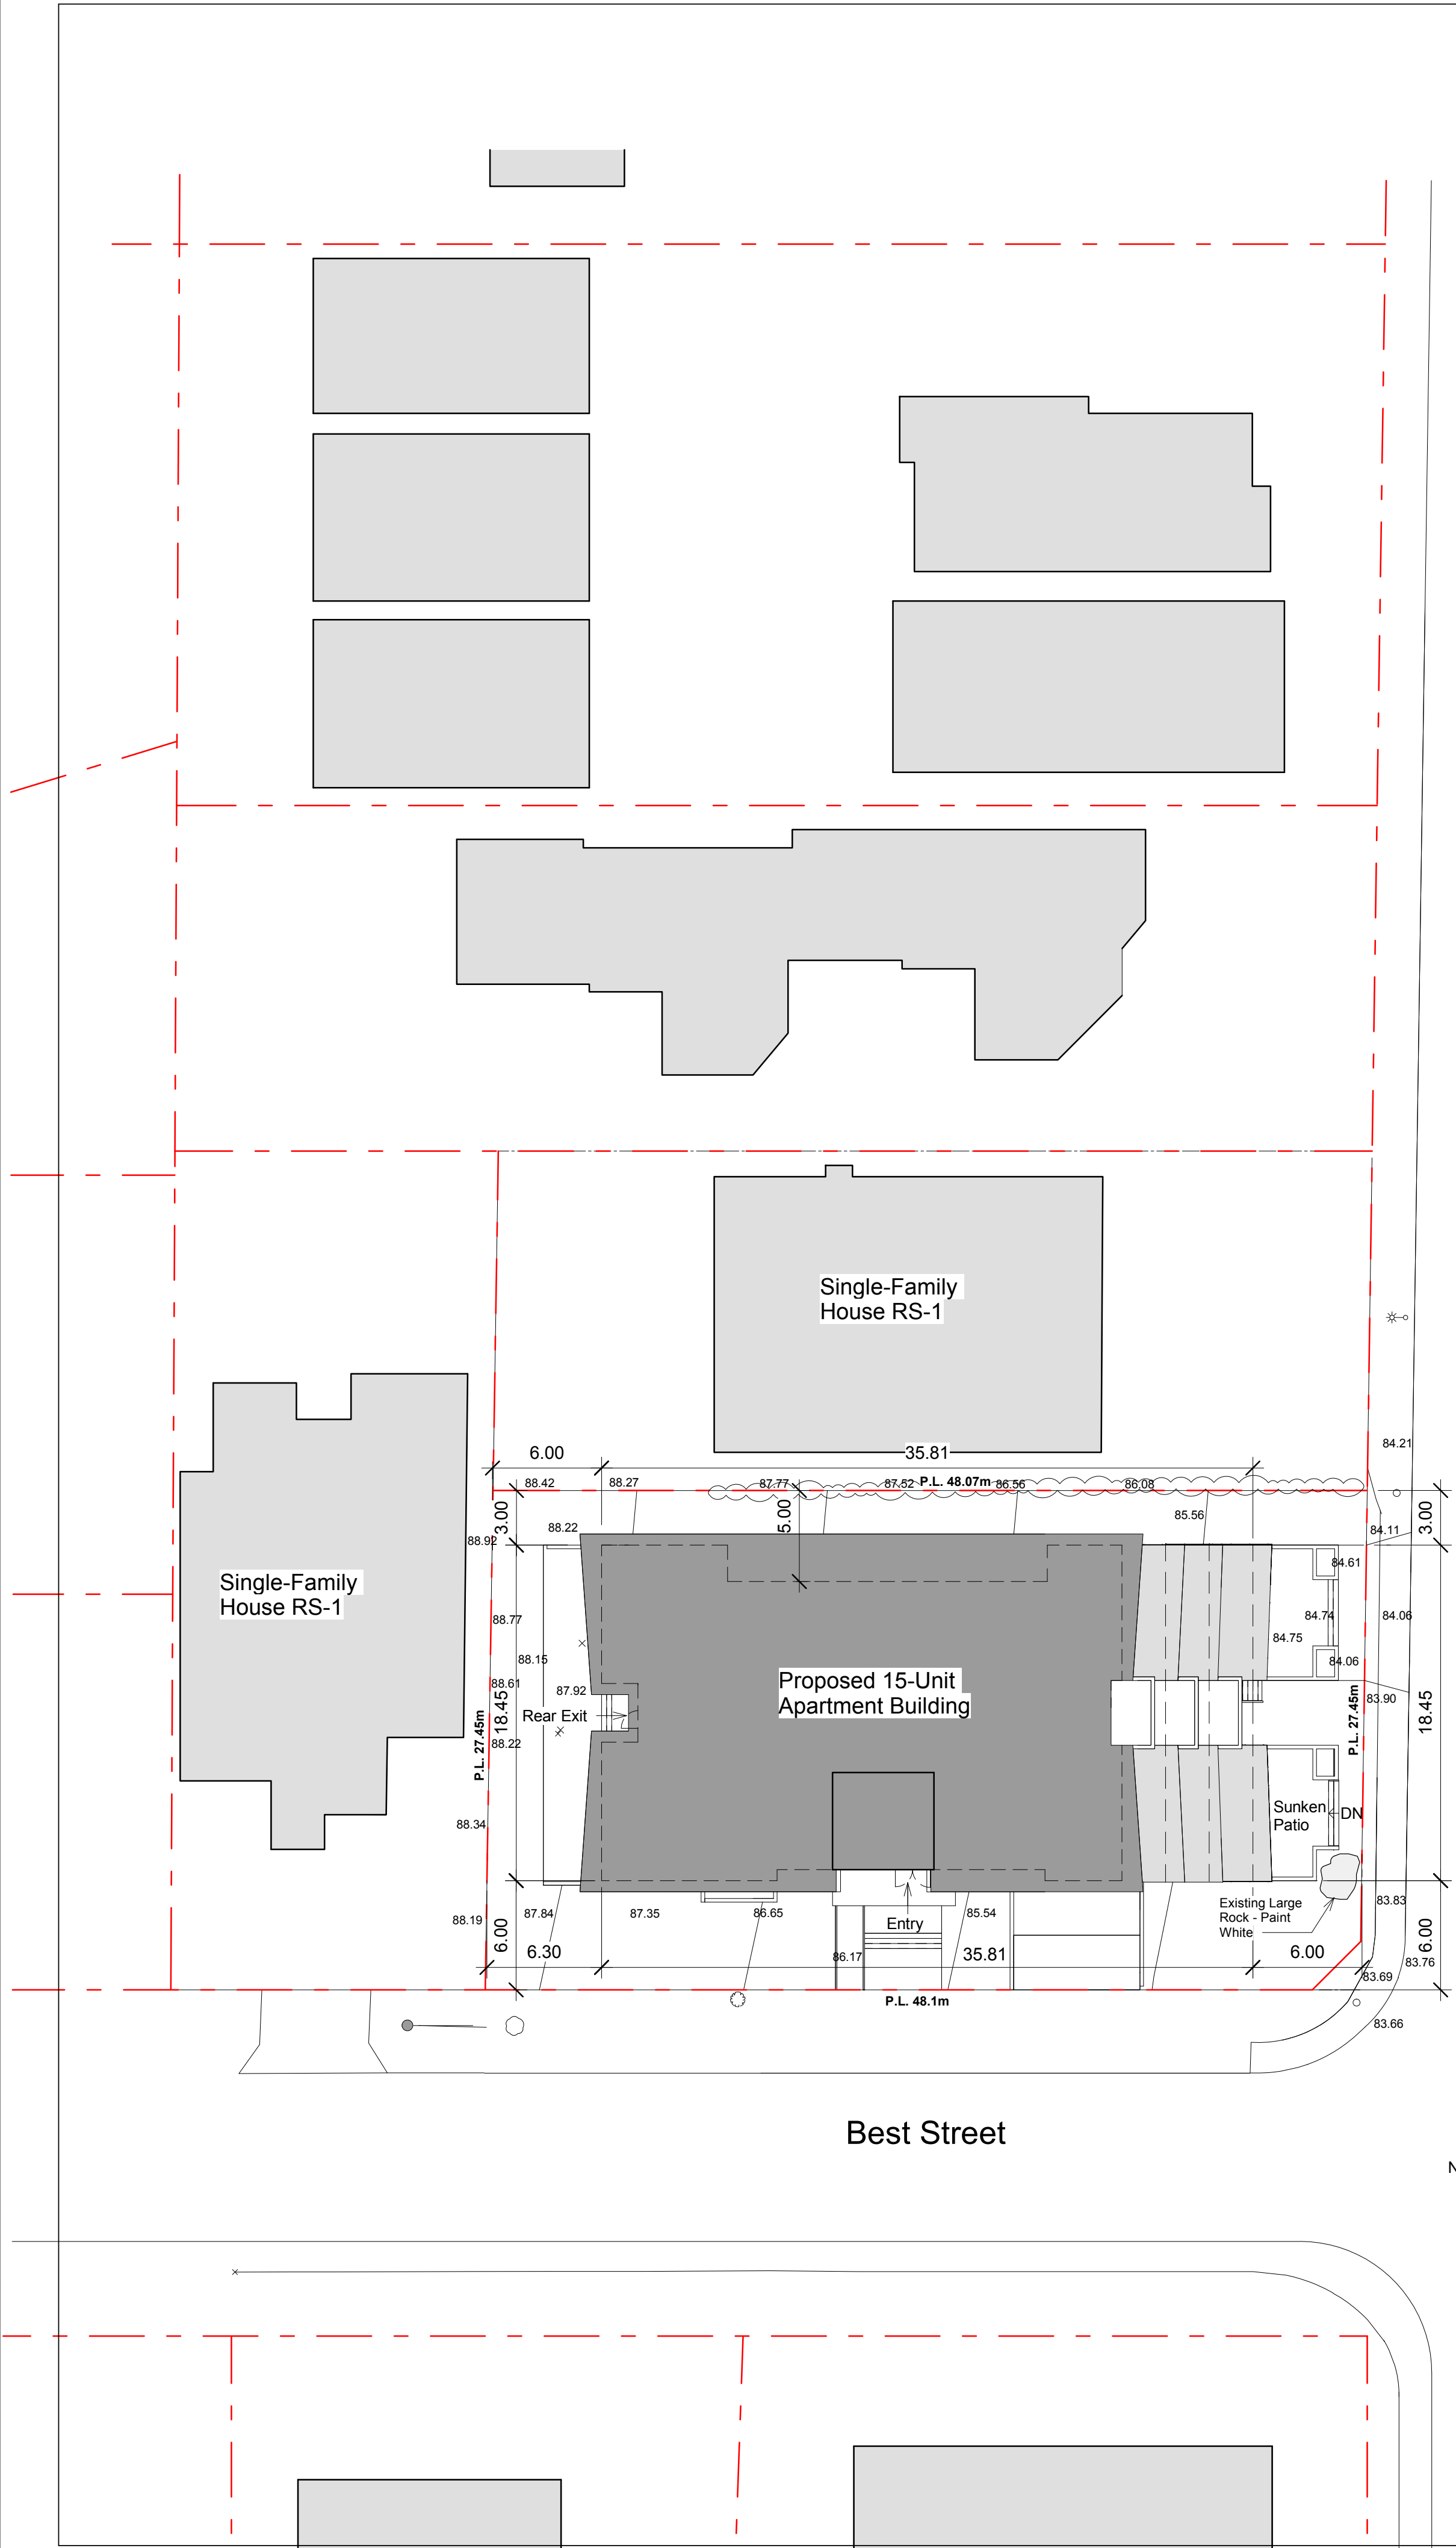 Single-Family
House RS-1
84.21
6.00
35.81
88.42
88.27
87.77
87.52
P.L. 48.07m
86.56
86.08
85.56
3.00
5.00
3.00
88.92
88.22
84.11
84.61
Single-Family
House RS-1
88.77
84.74
84.06
84.75
88.15
84.06
88.61
87.92
Proposed 15-Unit
Apartment Building
83.90
18.45
18.45
Rear Exit
P.L. 27.45m
P.L. 27.45m
88.22
Sunken
Patio
DN
88.34
88.19
87.84
87.35
86.65
Entry
85.54
Existing Large
Rock - Paint
White
83.83
6.00
6.00
6.30
86.17
35.81
6.00
83.76
83.69
P.L. 48.1m
83.66
Best Street
N